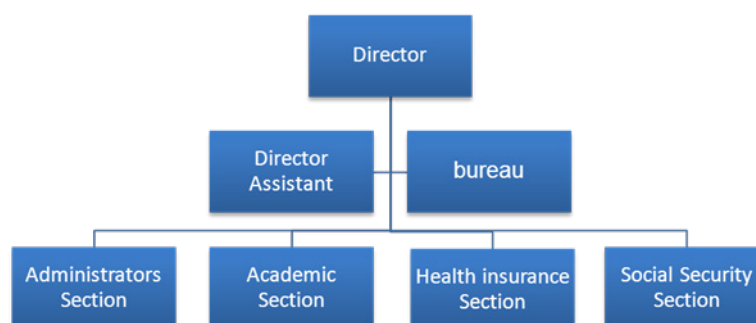 Director
Director
Assistant
bureau
Administrators
Section
Academic
Section
Health insurance
Section
Social Security
Section